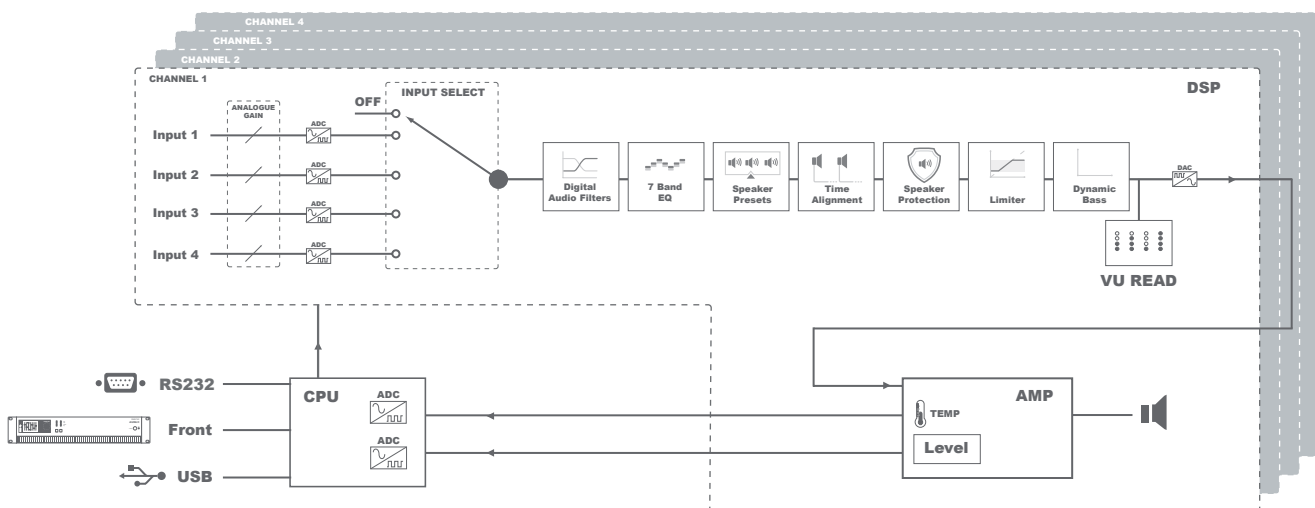 CHANNEL 4
CHANNEL 3
CHANNEL 2
CHANNEL 1
DSP
INPUT SELECT
OFF
ANALOGUE
GAIN
ADC
Input 1
ADC
Input 2
ADC
Input 3
ADC
Input 4
Digital
Audio Filters
7 Band
EQ
Speaker
Presets
Time
Alignment
Speaker
Protection
Limiter
Dynamic
Bass
DAC
VU READ
RS232
Front
USB
CPU
ADC
ADC
AMP
TEMP
Level